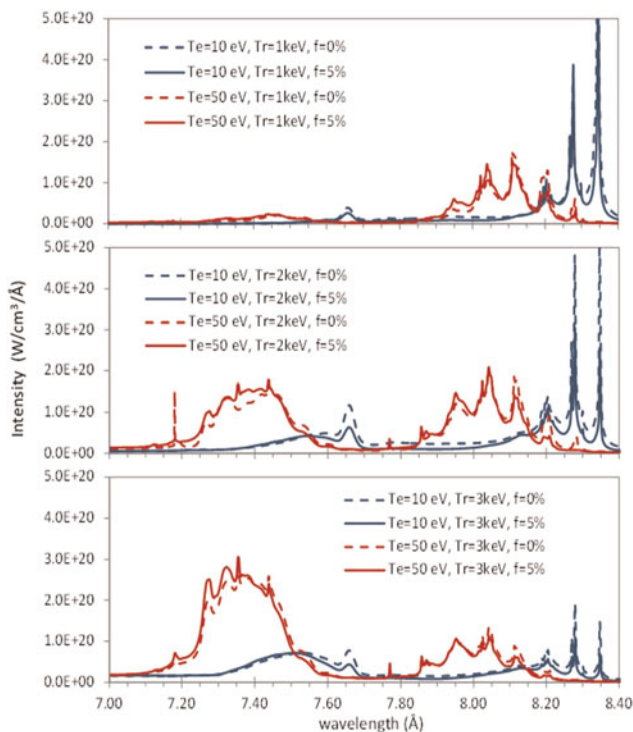 5.0E+20
4.0E+20
3.0E+20
2.0E+20
1.0E+20
0.0E+00
Te=10 eV, Tr=1keV, f=0%
Te=10 eV, Tr=1keV, f=5%
Te=50 eV, Tr=1keV, f=0%
Te=50 eV, Tr=1keV, f=5%
Intensity (W/cm³/Å)
5.0E+20
4.0E+20
3.0E+20
2.0E+20
1.0E+20
0.0E+00
Te=10 eV, Tr=2keV, f=0%
Te=10 eV, Tr=2keV, f=5%
Te=50 eV, Tr=2keV, f=0%
Te=50 eV, Tr=2keV, f=5%
5.0E+20
4.0E+20
3.0E+20
2.0E+20
1.0E+20
0.0E+00
Te=10 eV, Tr=3keV, f=0%
Te=10 eV, Tr=3keV, f=5%
Te=50 eV, Tr=3keV, f=0%
Te=50 eV, Tr=3keV, f=5%
7.00 7.20 7.40 7.60 7.80 8.00 8.20 8.40
wavelength (Å)